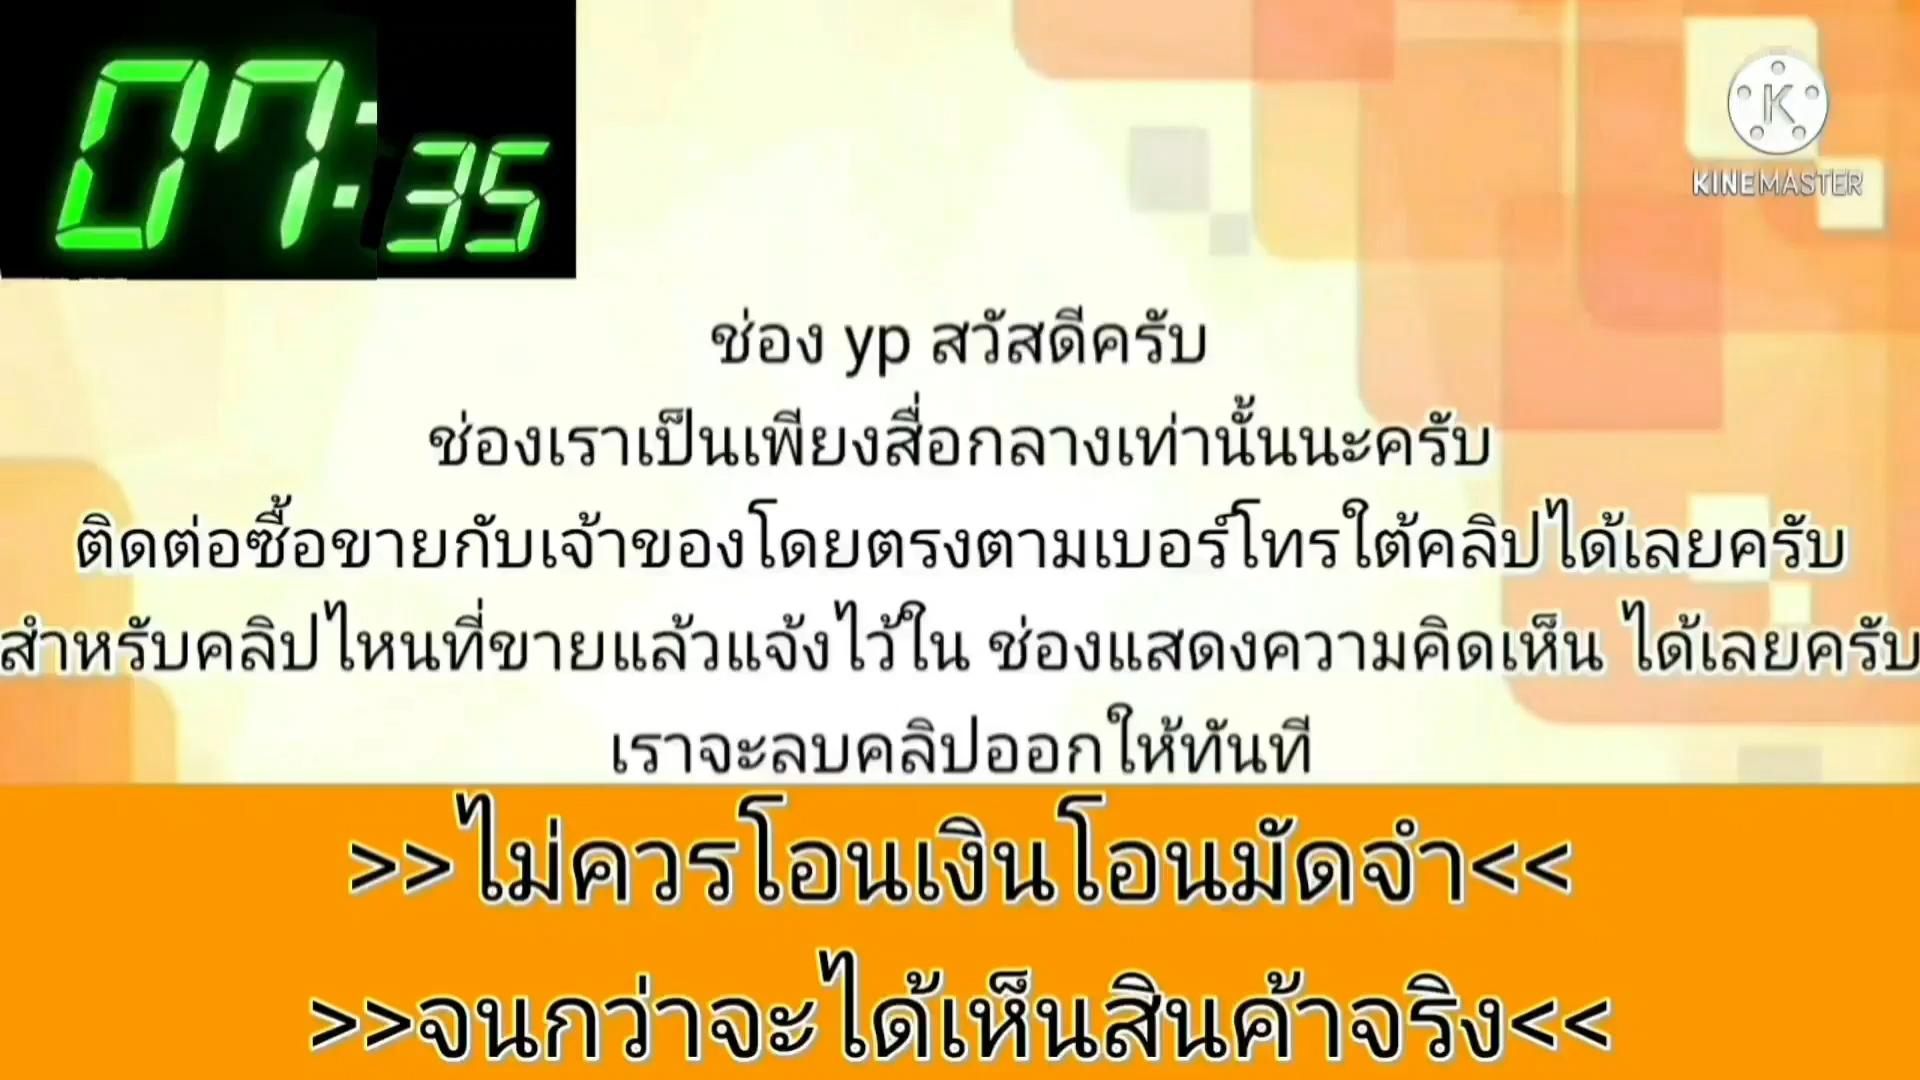 07:35
KINEMASTER
ช่อง yp สวัสดีครับ
ช่องเราเป็นเพียงสื่อกลางเท่านั้นนะครับ
ติดต่อซื้อขายกับเจ้าของโดยตรงตามเบอร์โทรใต้คลิปได้เลยครับ
สำหรับคลิปไหนที่ขายแล้วแจ้งไว้ใน ช่องแสดงความคิดเห็น ได้เลยครับ
เราจะลบคลิปออกให้ทันที
>>ไม่ควรโอนเงินโอนมัดจำ<<
>>จนกว่าจะได้เห็นสินค้าจริง<<